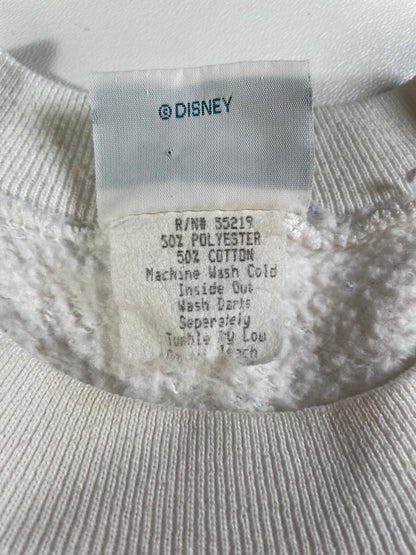 © DISNEY
R/N# 55219
50% POLYESTER
50% COTTON
Machine Wash Cold
Inside Out
Wash Darks
Seperately
Tumble Dry Low